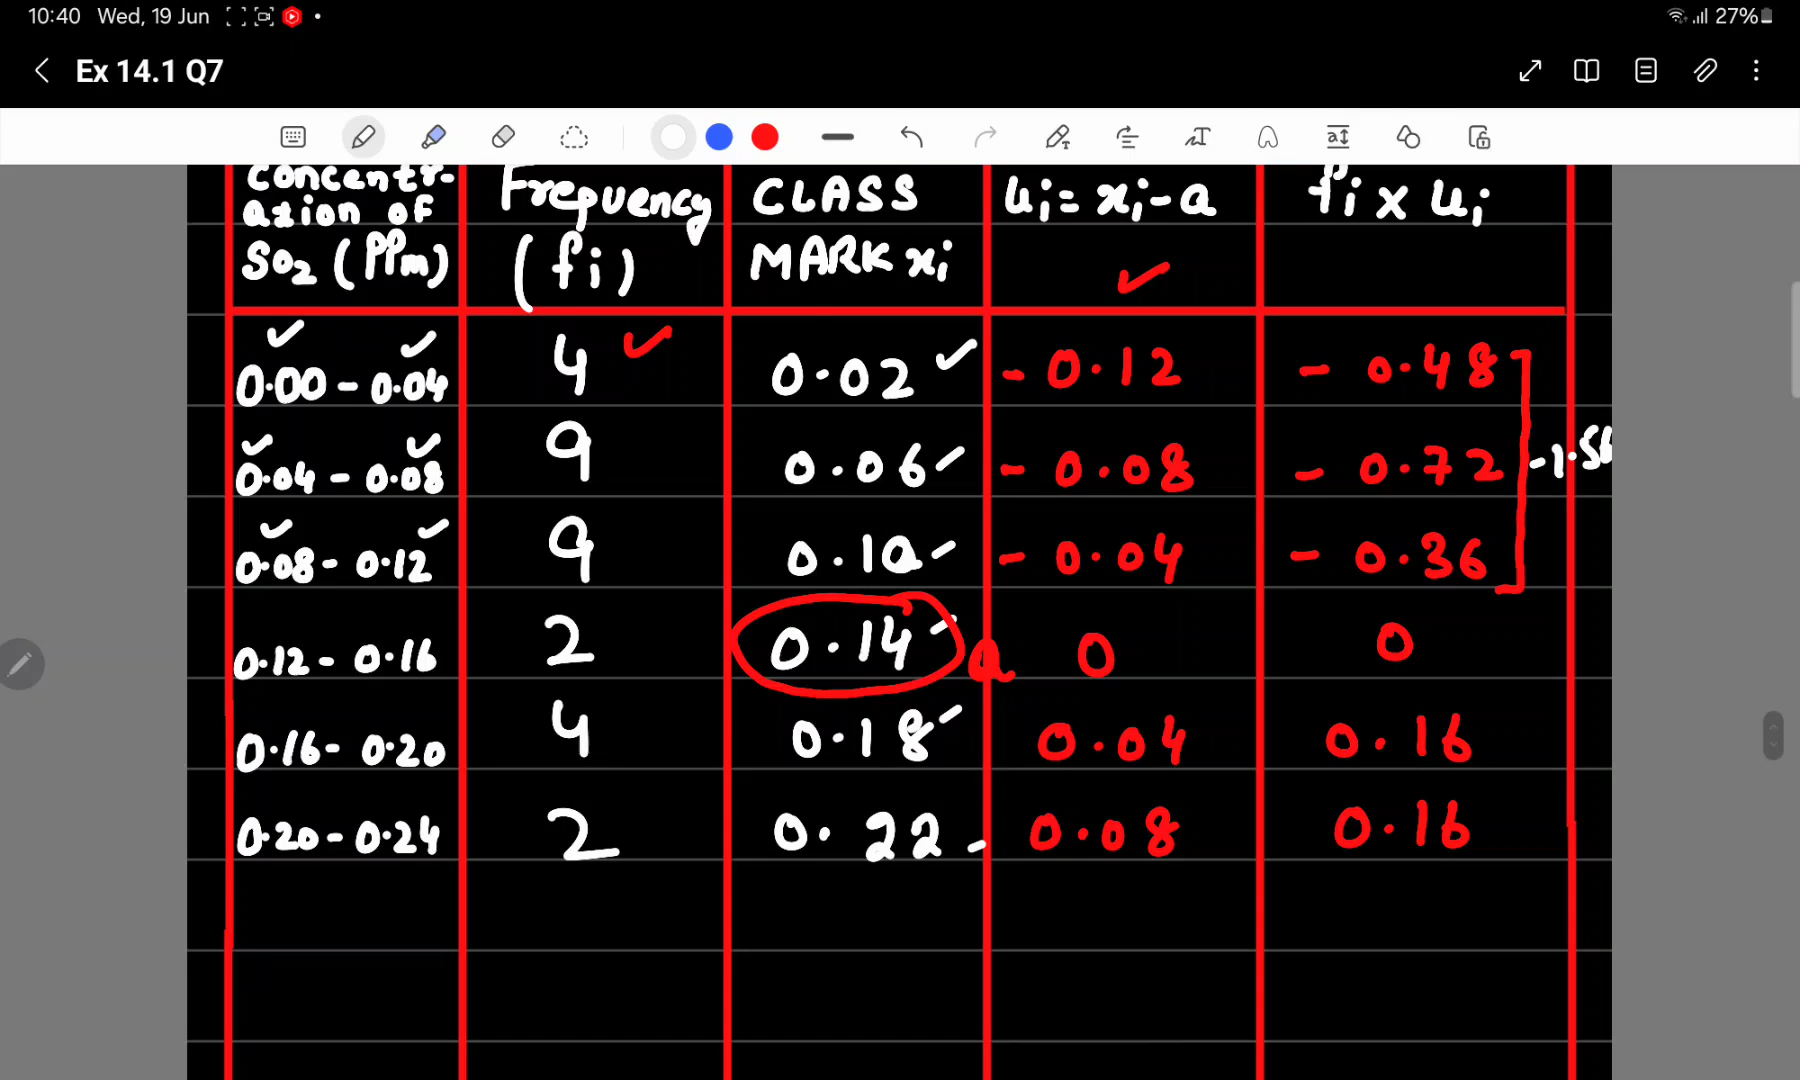 10:40 Wed, 19 Jun 27%
Ex 14.1 Q7
concentr- Frequency CLASS ui = xi - a fi x ui
ation of
SO2 (PPm) (fi) MARK xi
0.00 - 0.04 4 0.02 - 0.12 - 0.48
0.04 - 0.08 9 0.06 - 0.08 - 0.72 -1.56
0.08 - 0.12 9 0.10 - 0.04 - 0.36
0.12 - 0.16 2 0.14 a 0 0
0.16 - 0.20 4 0.18 0.04 0.16
0.20 - 0.24 2 0.22 0.08 0.16